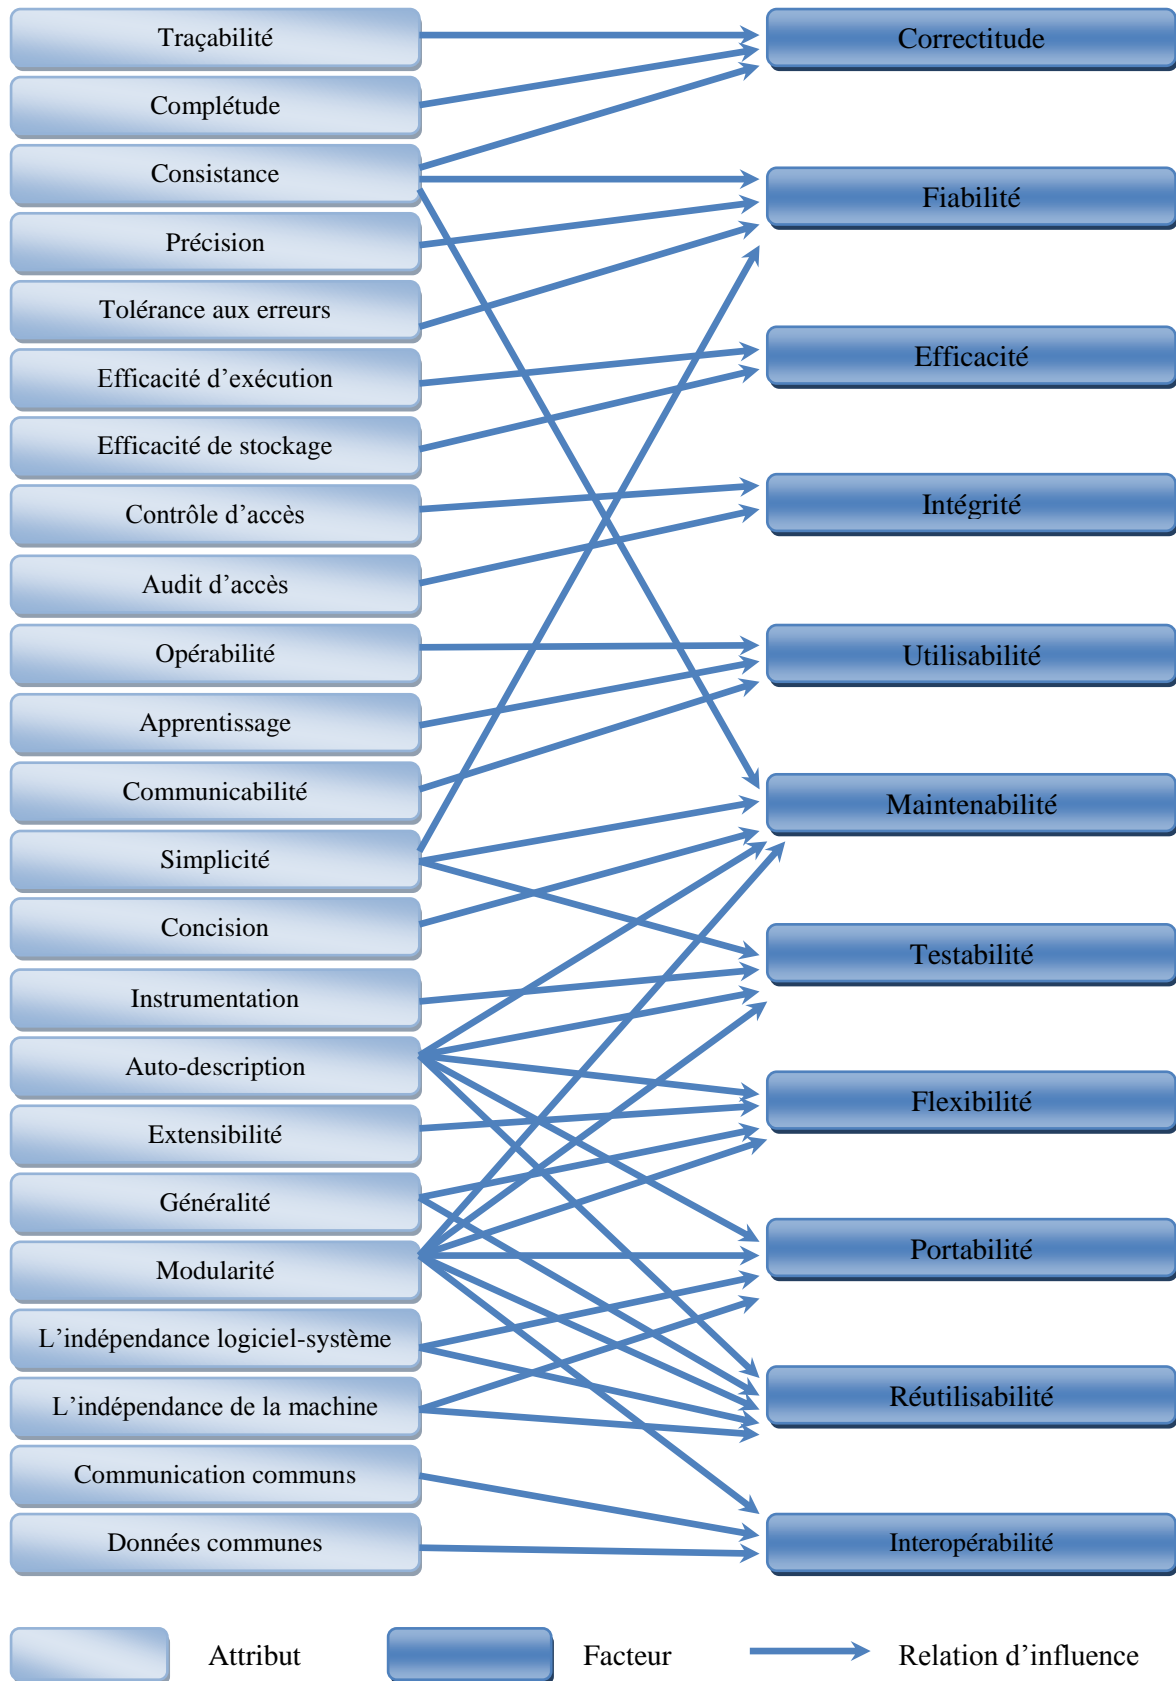 Traçabilité
Complétude
Consistance
Précision
Tolérance aux erreurs
Efficacité d’exécution
Efficacité de stockage
Contrôle d’accès
Audit d’accès
Opérabilité
Apprentissage
Communicabilité
Simplicité
Concision
Instrumentation
Auto-description
Extensibilité
Généralité
Modularité
L’indépendance logiciel-système
L’indépendance de la machine
Communication communs
Données communes
Correctitude
Fiabilité
Efficacité
Intégrité
Utilisabilité
Maintenabilité
Testabilité
Flexibilité
Portabilité
Réutilisabilité
Interopérabilité
Attribut
Facteur
Relation d’influence